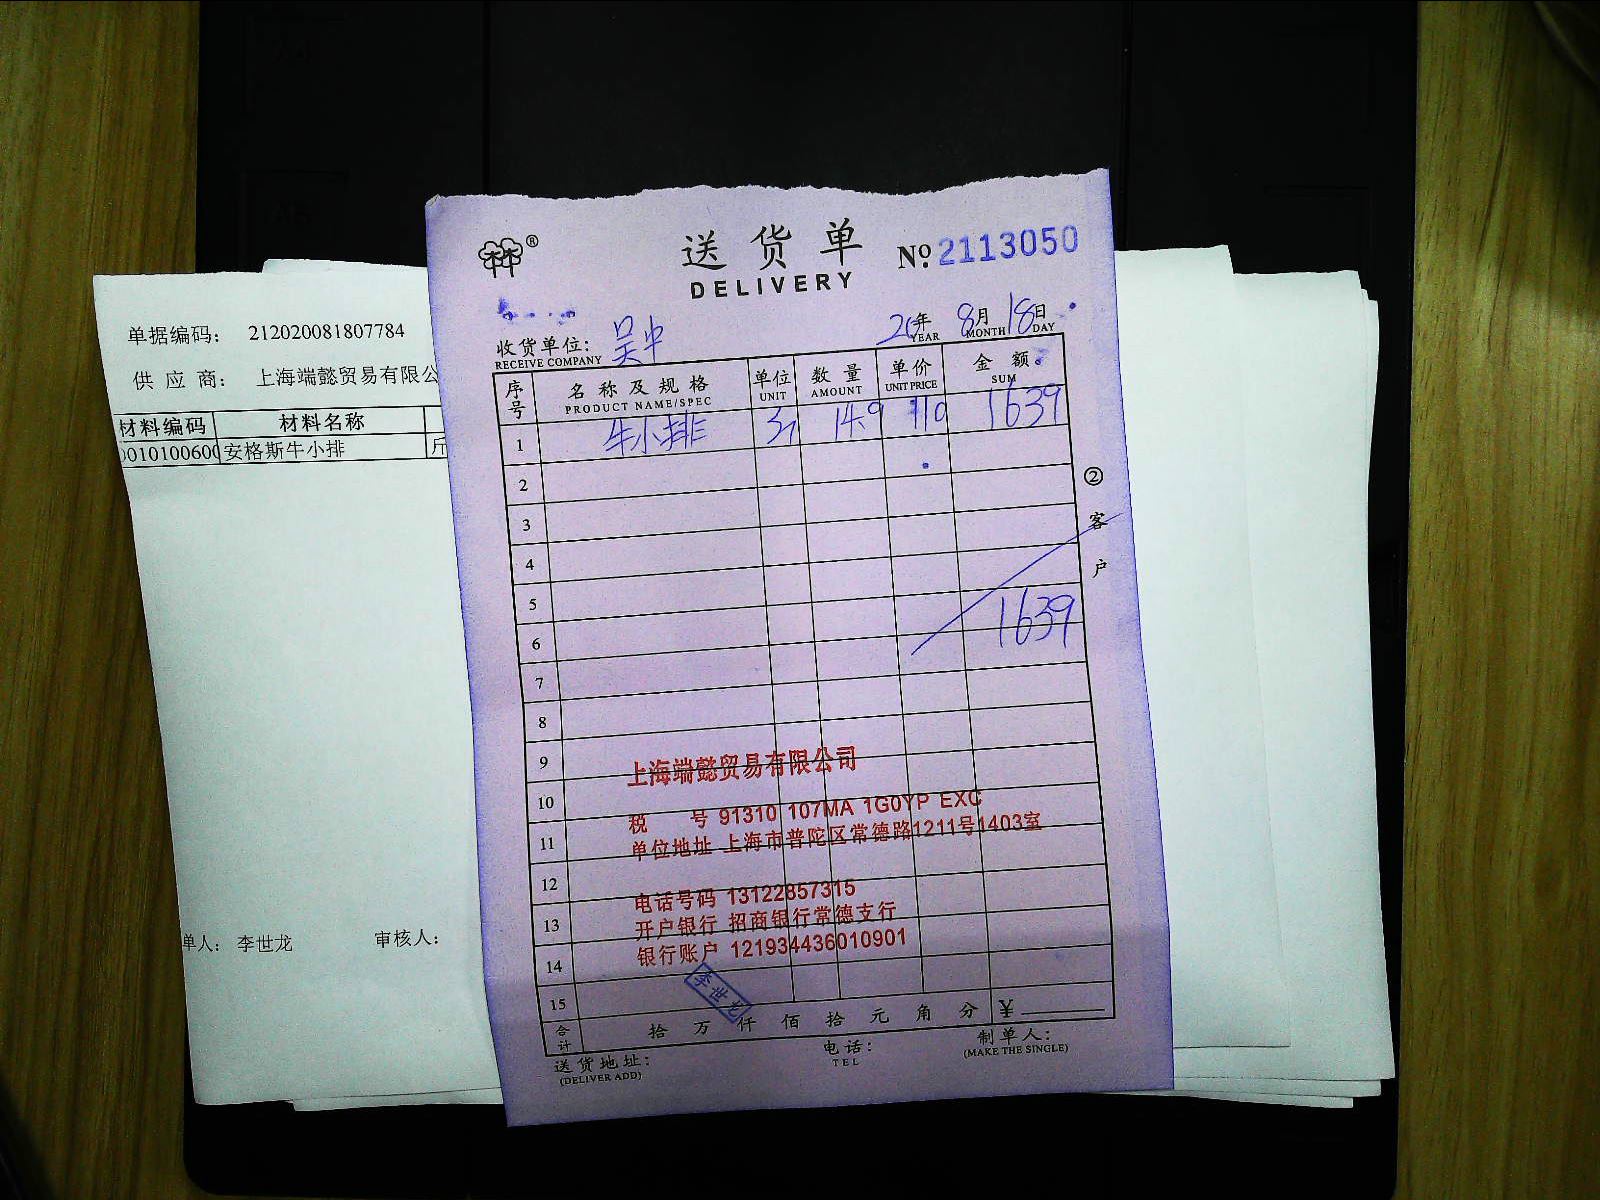 单据编码： 212020081807784
供 应 商： 上海端懿贸易有限公
材料编码 材料名称
0101006000 安格斯牛小排 斤
单人： 李世龙 审核人：
®
送货单
DELIVERY
No. 2113050
收货单位： 吴中
RECEIVE COMPANY
20年 8月 18日
YEAR MONTH DAY
序号 名称及规格 单位 数量 单价 金额
PRODUCT NAME/SPEC UNIT AMOUNT UNIT PRICE SUM
1 牛小排 14.9 110 1639
2
3
4
5
6 1639
7
8
9
10
11
12
13
14
15
② 客户
上海端懿贸易有限公司
税 号 91310 107MA 1G0YP EXC
单位地址 上海市普陀区常德路1211号1403室
电话号码 13122857315
开户银行 招商银行常德支行
银行账户 121934436010901
李世龙
合计 拾 万 仟 佰 拾 元 角 分 ¥
送货地址： 电话： 制单人：
(DELIVER ADD) TEL (MAKE THE SINGLE)